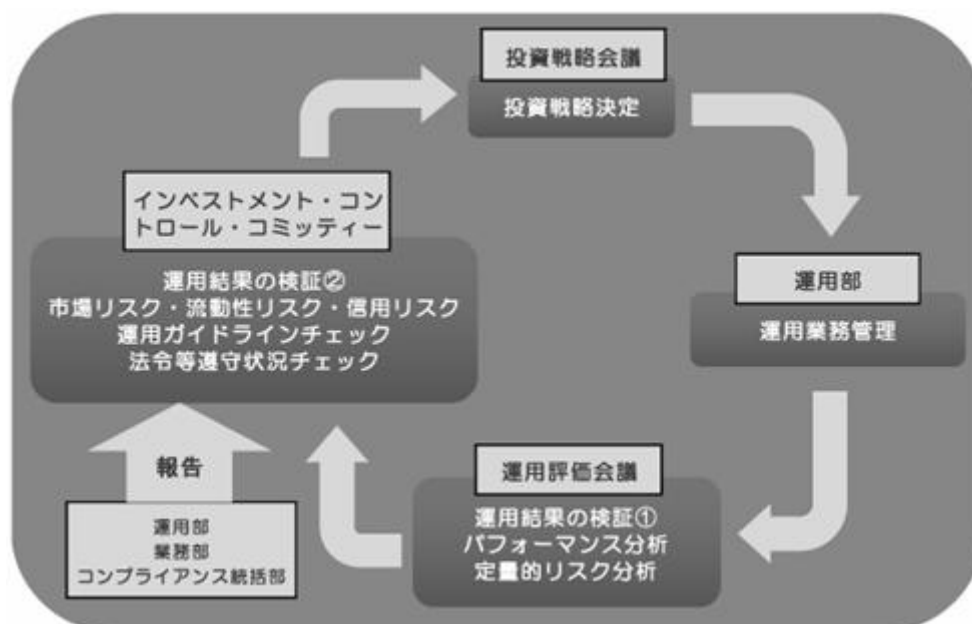 投資戦略会議
投資戦略決定
インベストメント・コン
トロール・コミッティー
運用結果の検証②
市場リスク・流動性リスク・信用リスク
運用ガイドラインチェック
法令等遵守状況チェック
運用部
運用業務管理
報告
運用部
業務部
コンプライアンス統括部
運用評価会議
運用結果の検証①
パフォーマンス分析
定量的リスク分析